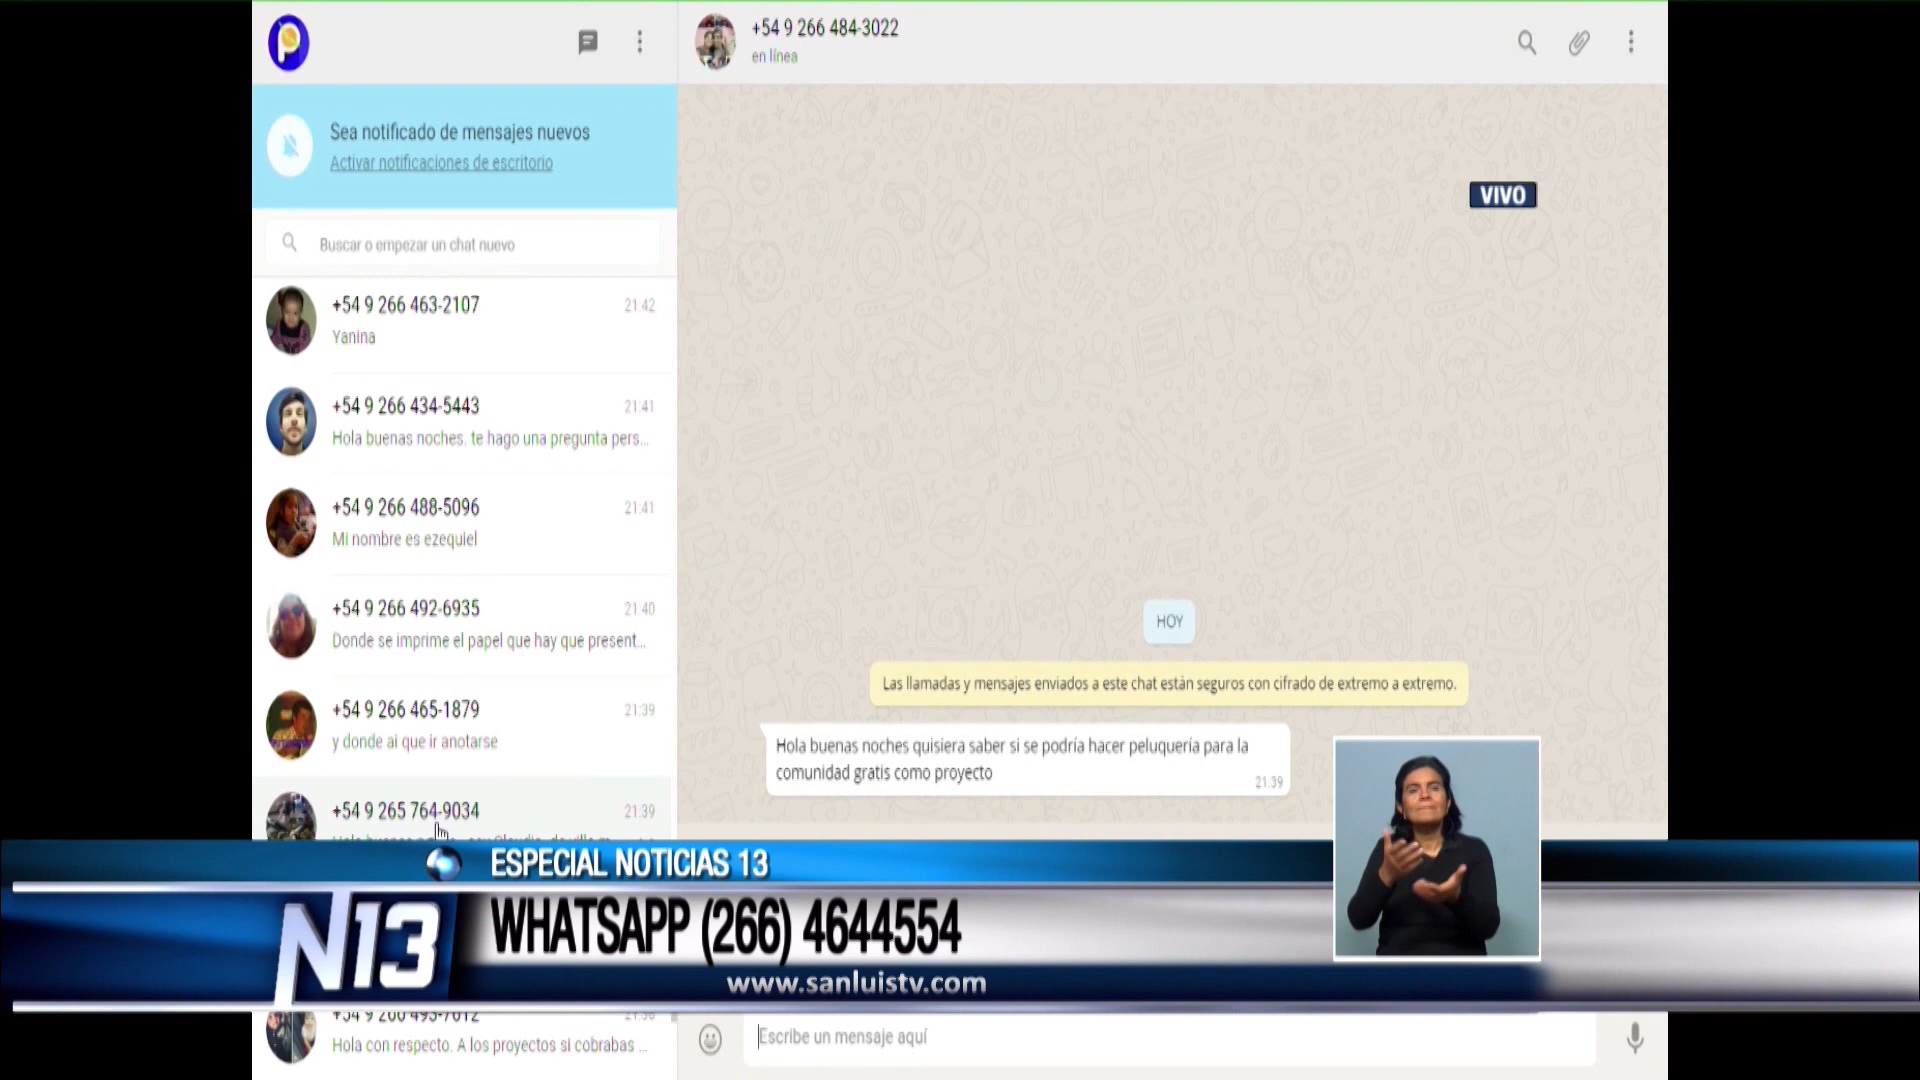 +54 9 266 484-3022
en línea
Sea notificado de mensajes nuevos
Activar notificaciones de escritorio
VIVO
Buscar o empezar un chat nuevo
+54 9 266 463-2107 21:42
Yanina
+54 9 266 434-5443 21:41
Hola buenas noches. te hago una pregunta pers...
+54 9 266 488-5096 21:41
Mi nombre es ezequiel
+54 9 266 492-6935 21:40
Donde se imprime el papel que hay que present...
+54 9 266 465-1879 21:39
y donde ai que ir anotarse
+54 9 265 764-9034 21:39
HOY
Las llamadas y mensajes enviados a este chat están seguros con cifrado de extremo a extremo.
Hola buenas noches quisiera saber si se podría hacer peluquería para la
comunidad gratis como proyecto
21:39
ESPECIAL NOTICIAS 13
N13
WHATSAPP (266) 4644554
www.sanluistv.com
Hola con respecto. A los proyectos si cobrabas ...
Escribe un mensaje aquí